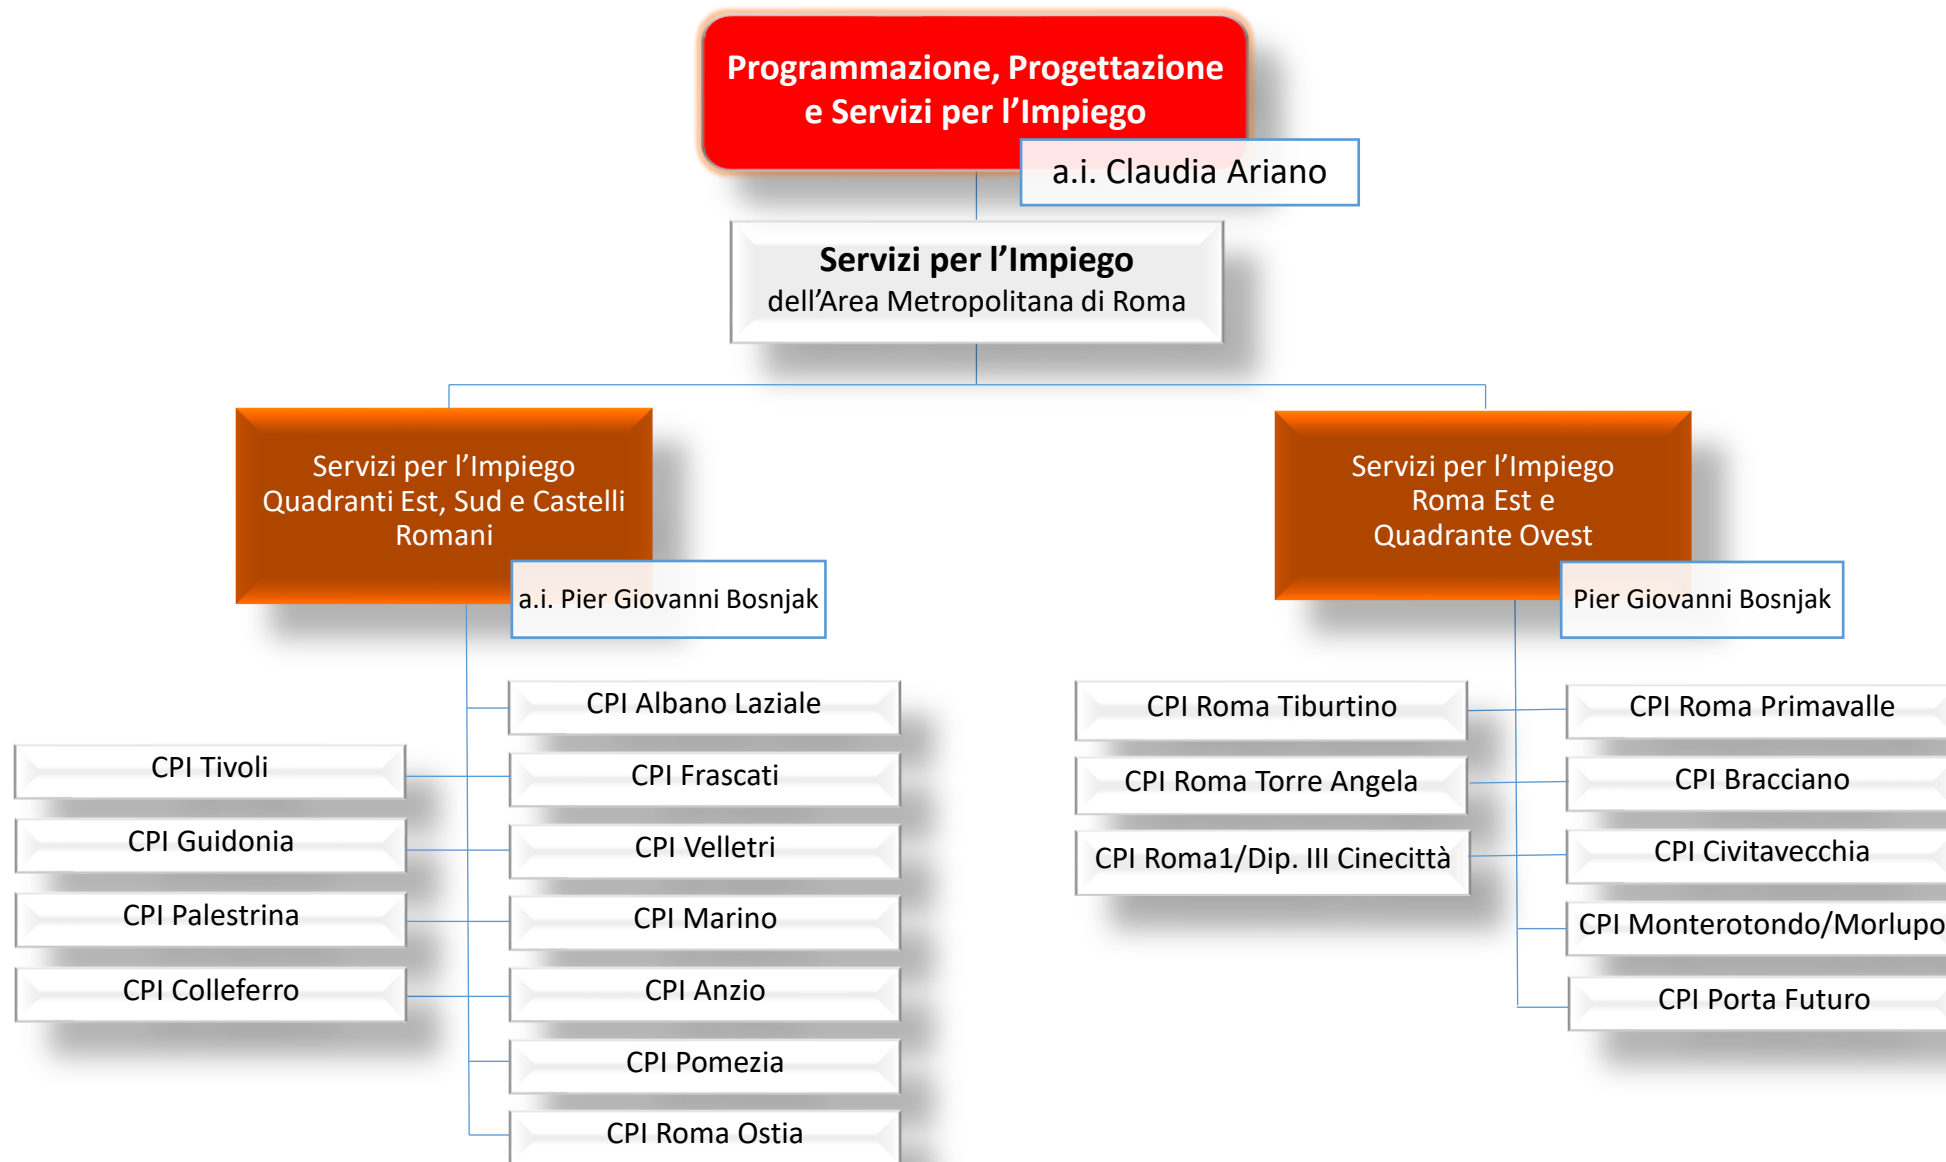 Programmazione, Progettazione
e Servizi per l’Impiego
a.i. Claudia Ariano
Servizi per l’Impiego
dell’Area Metropolitana di Roma
Servizi per l’Impiego
Quadranti Est, Sud e Castelli
Romani
a.i. Pier Giovanni Bosnjak
Servizi per l’Impiego
Roma Est e
Quadrante Ovest
Pier Giovanni Bosnjak
CPI Tivoli
CPI Guidonia
CPI Palestrina
CPI Colleferro
CPI Albano Laziale
CPI Frascati
CPI Velletri
CPI Marino
CPI Anzio
CPI Pomezia
CPI Roma Ostia
CPI Roma Tiburtino
CPI Roma Torre Angela
CPI Roma1/Dip. III Cinecittà
CPI Roma Primavalle
CPI Bracciano
CPI Civitavecchia
CPI Monterotondo/Morlupo
CPI Porta Futuro